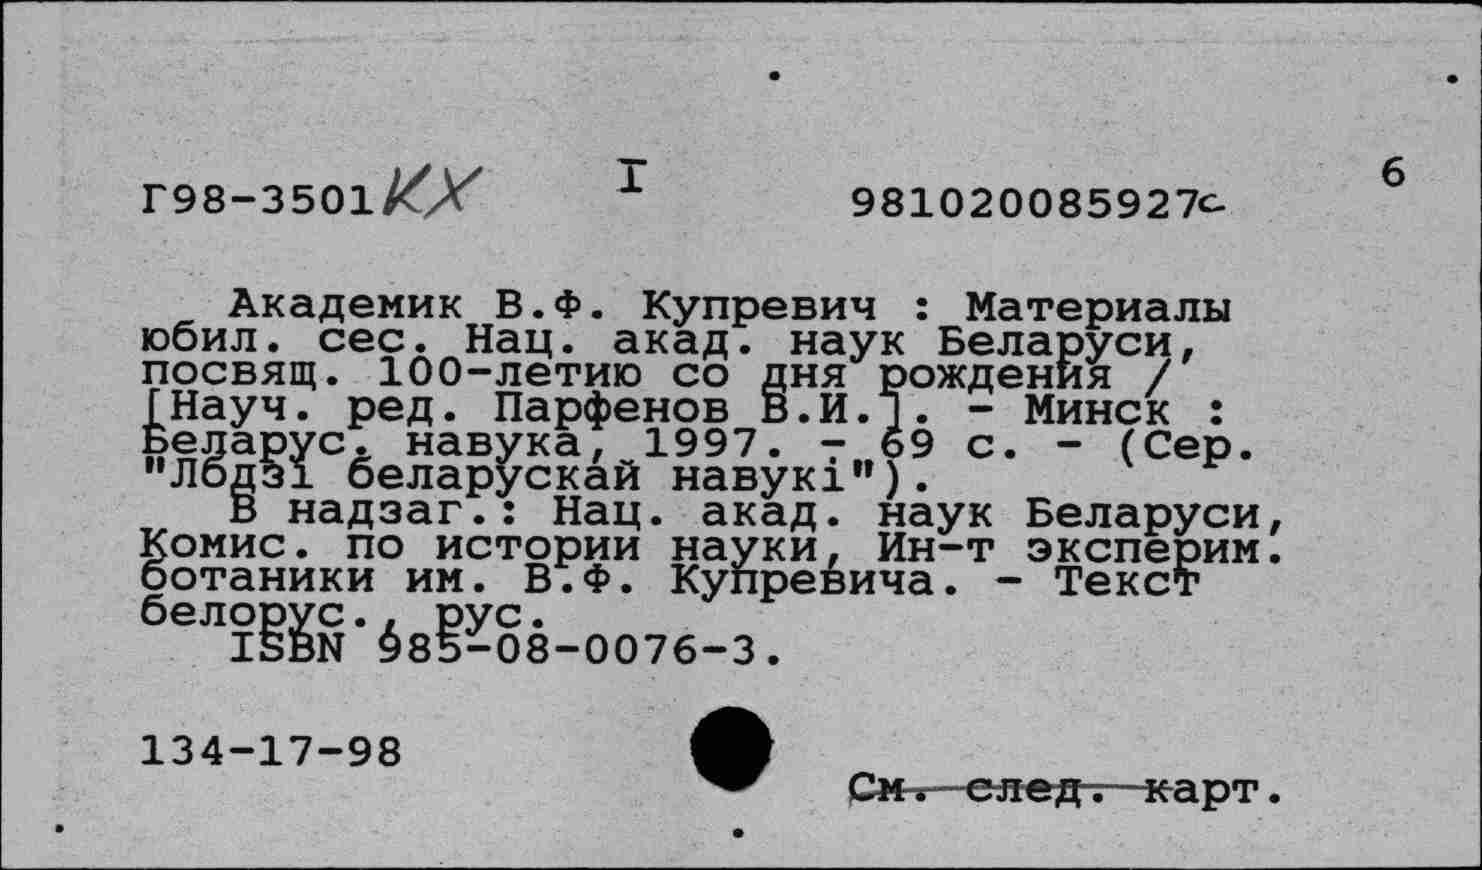 Г98-3501КХ I 981020085927с 6
Академик В.Ф. Купревич : Материалы
юбил. сес. Нац. акад. наук Беларуси,
посвящ. 100-летию со дня рождения /
[Науч. ред. Парфенов В.И.]. - Минск :
Беларус. навука, 1997. - 69 с. - (Сер.
"Лбдзі беларускай навукі").
В надзаг.: Нац. акад. наук Беларуси,
Комис. по истории науки, Ин-т эксперим.
ботаники им. В.Ф. Купревича. - Текст
белорус., рус.
ISBN 985-08-0076-3.
134-17-98
См. след. карт.